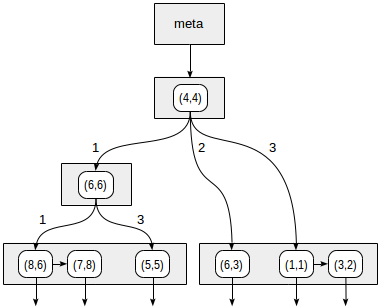 meta
(4,4)
1 2 3
(6,6)
1 3
(8,6) (7,8) (5,5) (6,3) (1,1) (3,2)